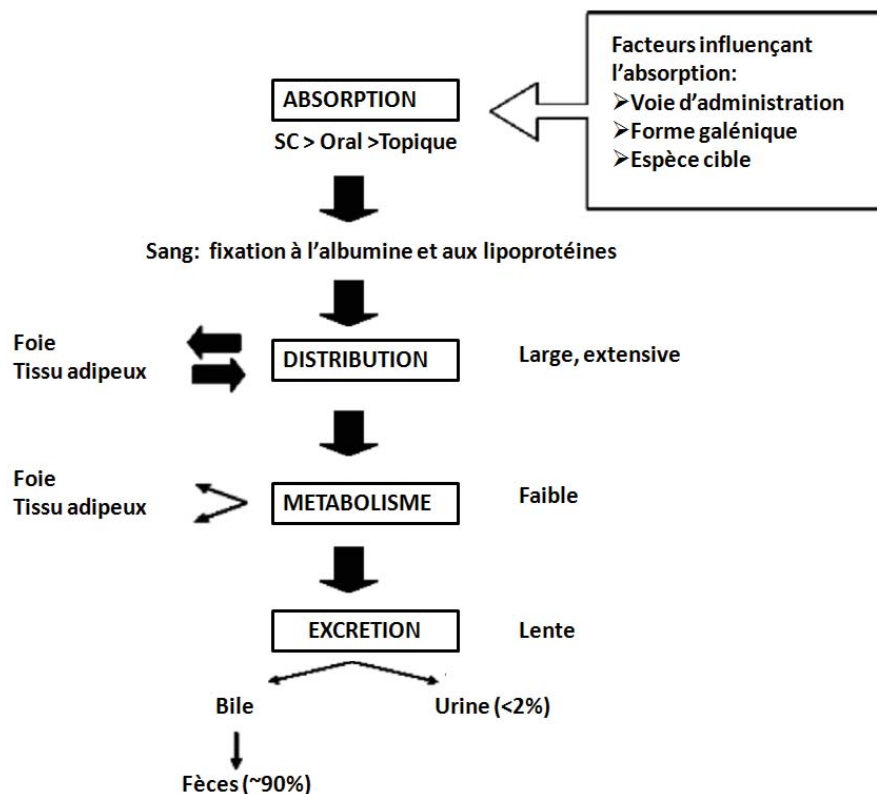 Facteurs influençant
l’absorption:
➢Voie d’administration
➢Forme galénique
➢Espèce cible
ABSORPTION
SC > Oral >Topique
Sang: fixation à l’albumine et aux lipoprotéines
Foie
Tissu adipeux
DISTRIBUTION
Large, extensive
Foie
Tissu adipeux
METABOLISME
Faible
EXCRETION
Lente
Bile
Urine (<2%)
Fèces (~90%)